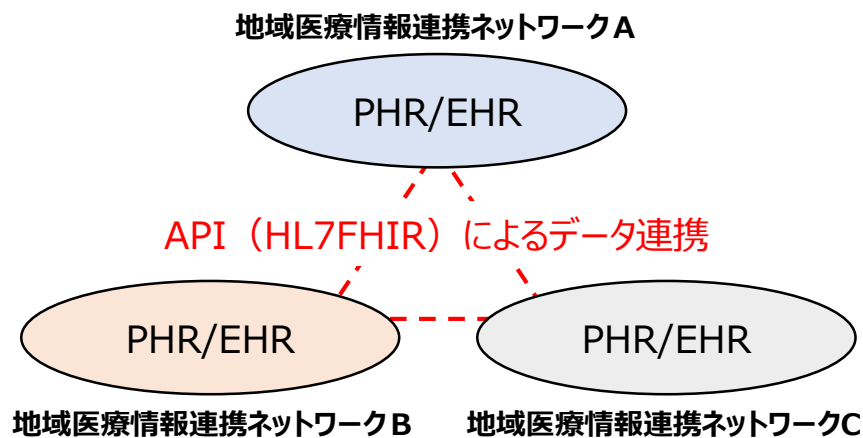 地域医療情報連携ネットワークA
PHR/EHR
API（HL7FHIR）によるデータ連携
PHR/EHR
PHR/EHR
地域医療情報連携ネットワークB
地域医療情報連携ネットワークC